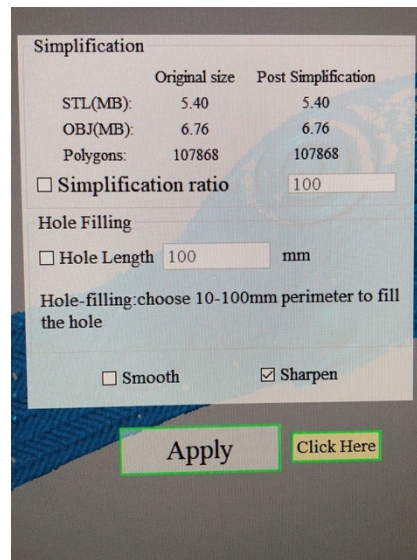 Simplification
Original size Post Simplification
STL(MB): 5.40 5.40
OBJ(MB): 6.76 6.76
Polygons: 107868 107868
Simplification ratio 100
Hole Filling
Hole Length 100 mm
Hole-filling:choose 10-100mm perimeter to fill
the hole
Smooth Sharpen
Apply Click Here